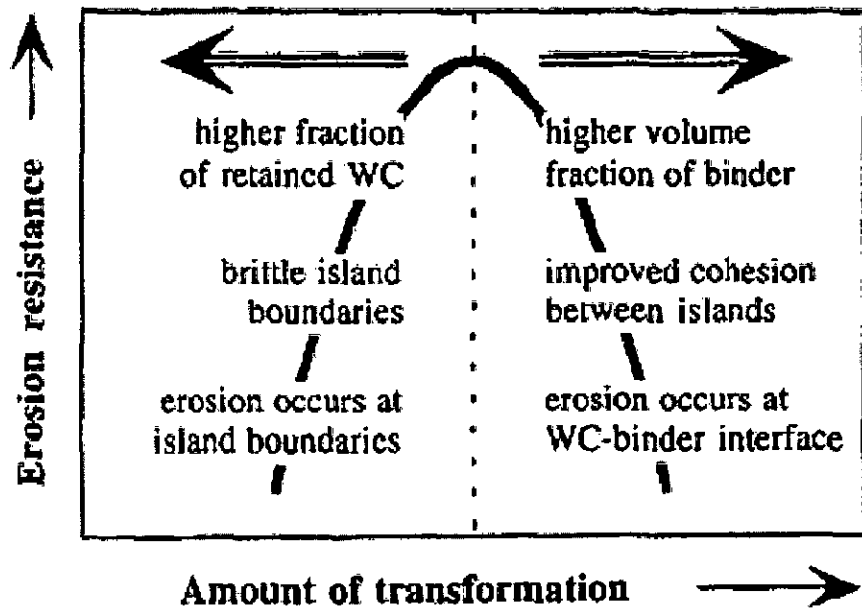 Erosion resistance
higher fraction
of retained WC
brittle island
boundaries
erosion occurs at
island boundaries
higher volume
fraction of binder
improved cohesion
between islands
erosion occurs at
WC-binder interface
Amount of transformation